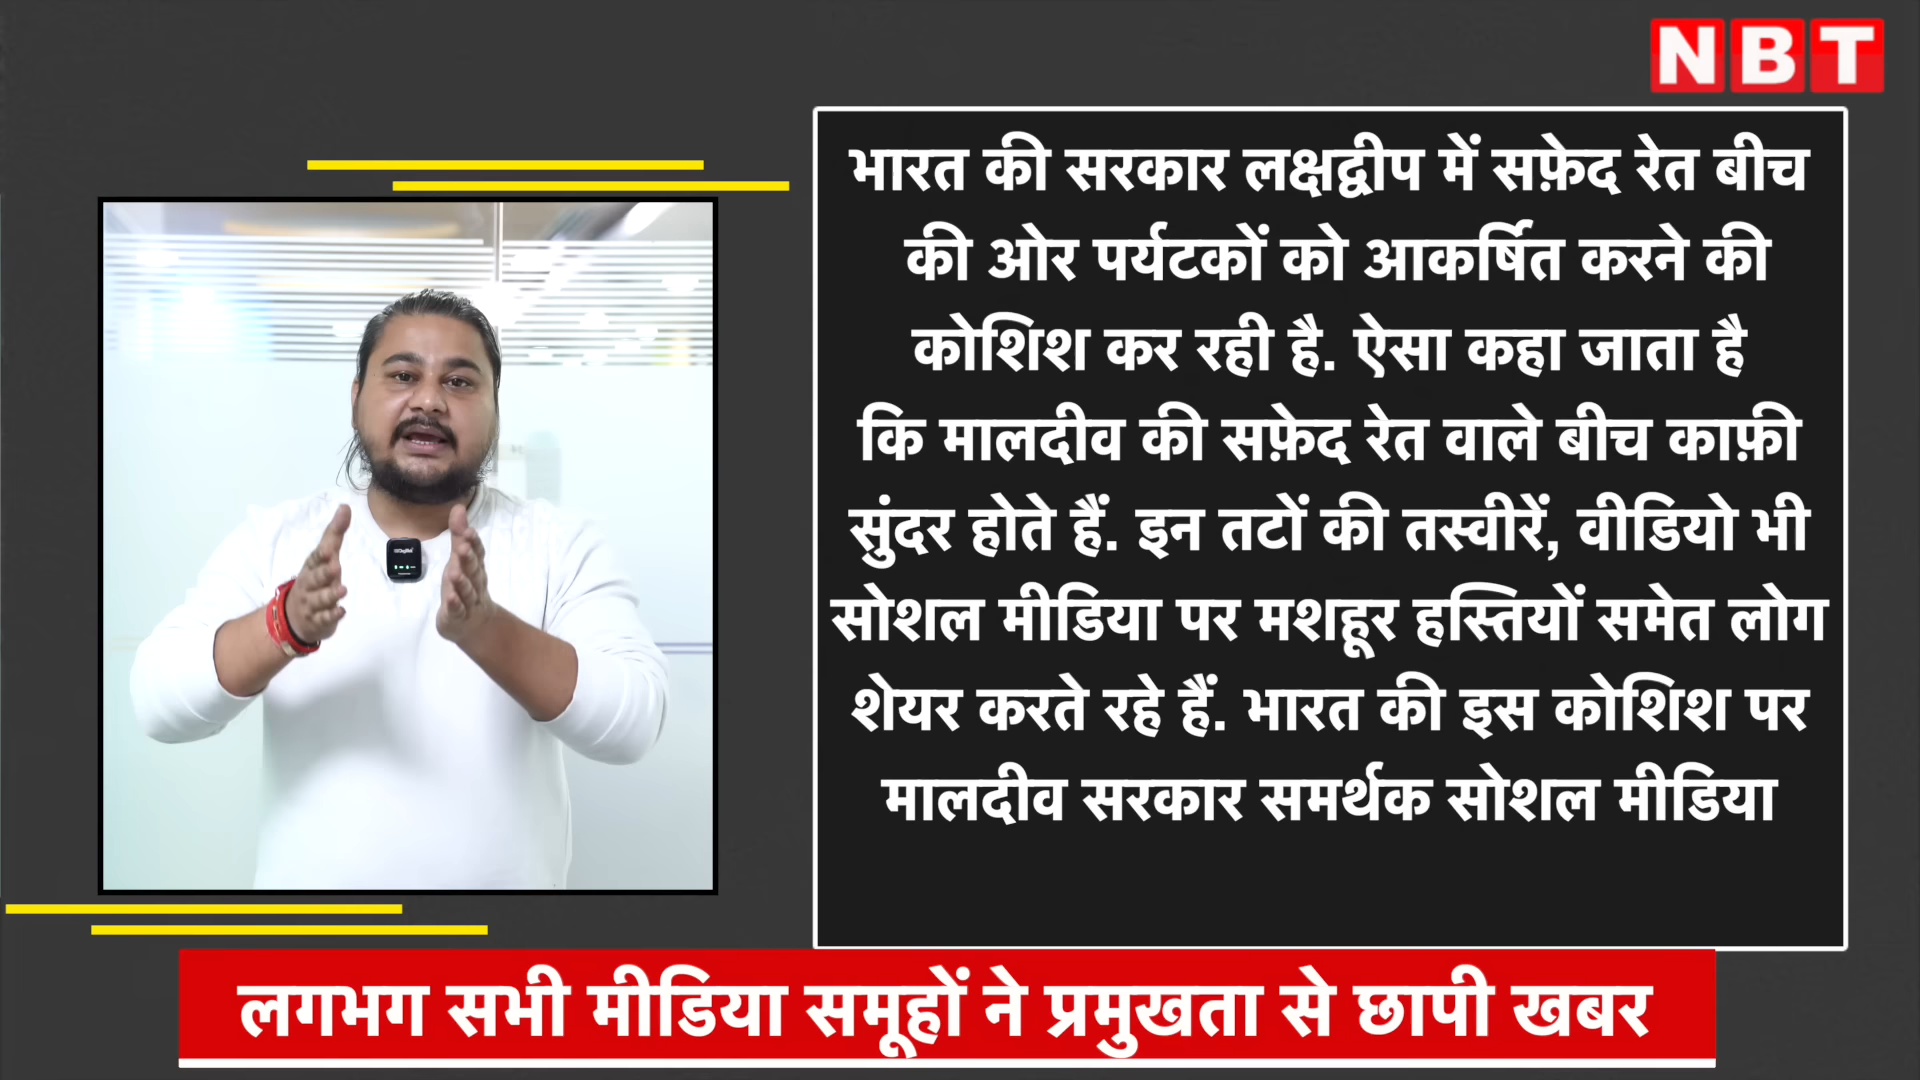 NBT
भारत की सरकार लक्षद्वीप में सफ़ेद रेत बीच
की ओर पर्यटकों को आकर्षित करने की
कोशिश कर रही है. ऐसा कहा जाता है
कि मालदीव की सफ़ेद रेत वाले बीच काफ़ी
सुंदर होते हैं. इन तटों की तस्वीरें, वीडियो भी
सोशल मीडिया पर मशहूर हस्तियों समेत लोग
शेयर करते रहे हैं. भारत की इस कोशिश पर
मालदीव सरकार समर्थक सोशल मीडिया
लगभग सभी मीडिया समूहों ने प्रमुखता से छापी खबर